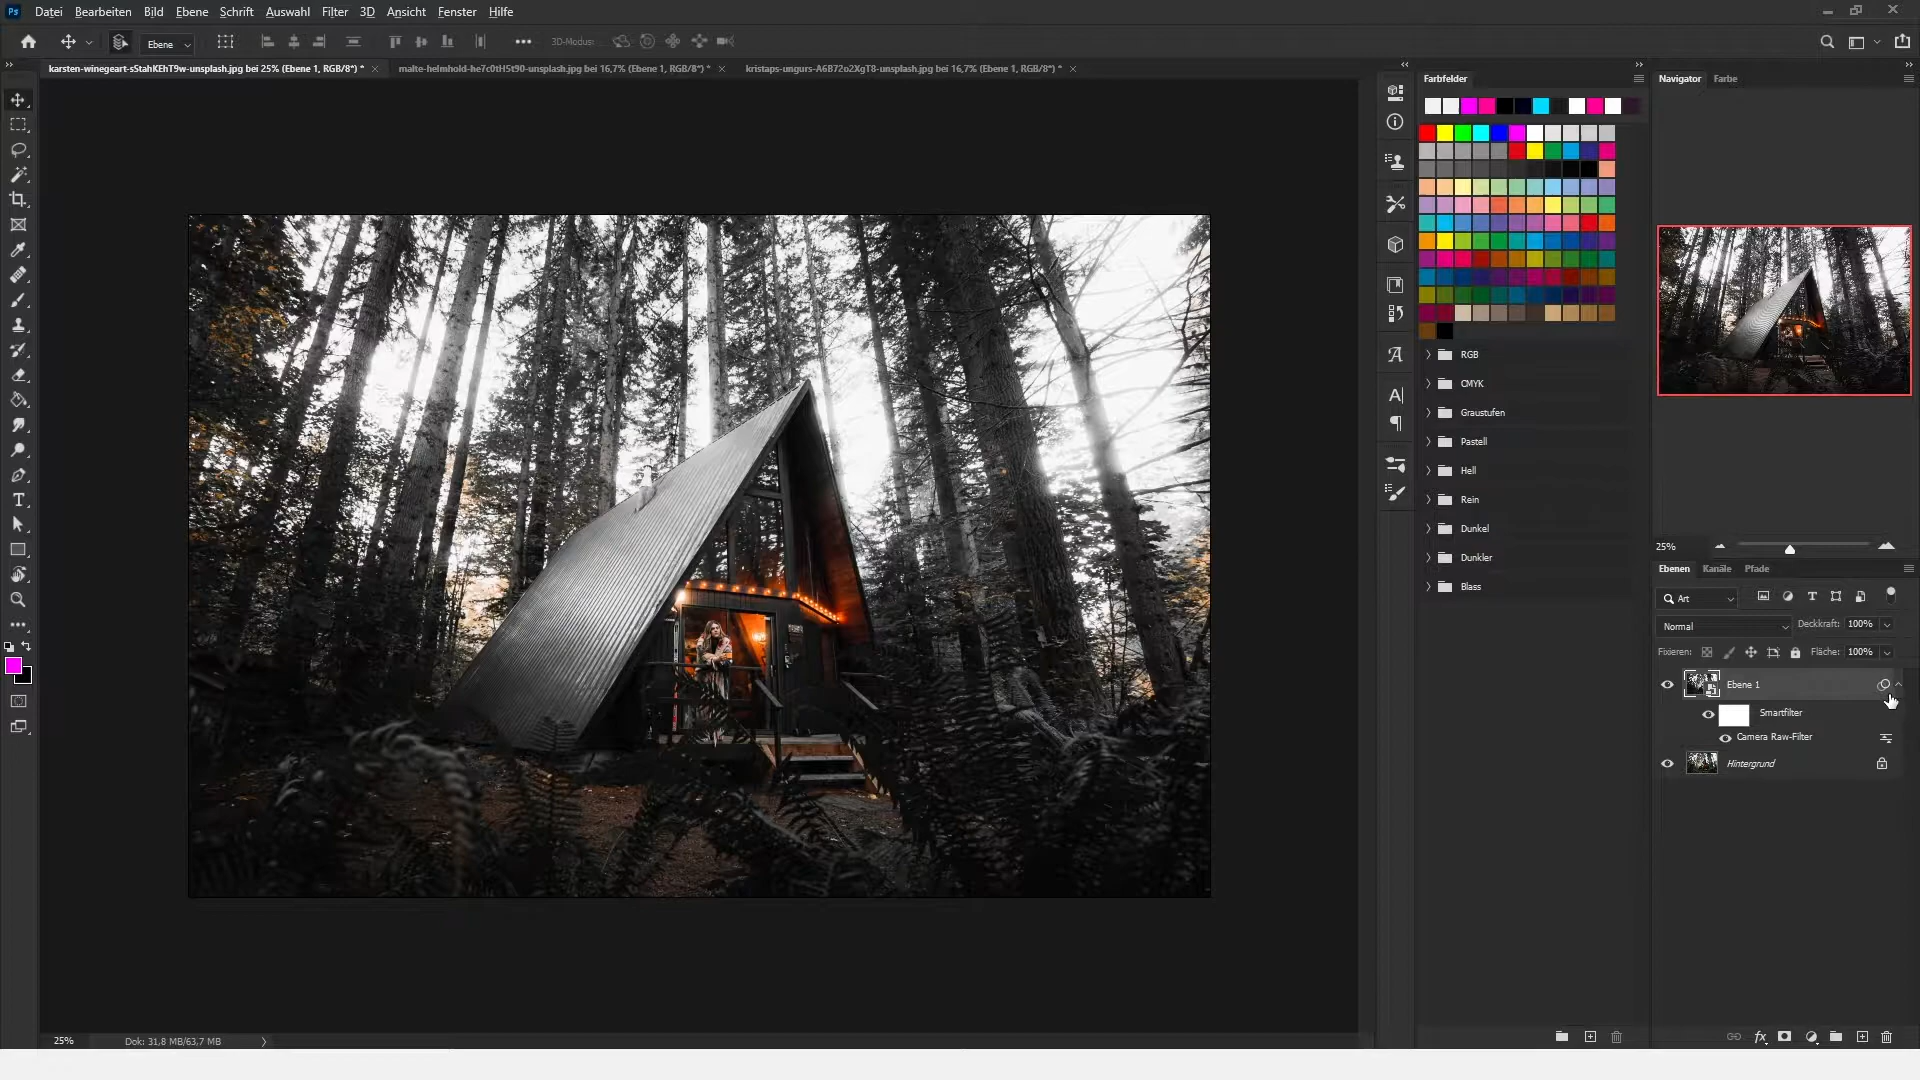 Ps Datei Bearbeiten Bild Ebene Schrift Auswahl Filter 3D Ansicht Fenster Hilfe
Ebene 3D-Modus:
karsten-winegeart-sStahKEhT9w-unsplash.jpg bei 25% (Ebene 1, RGB/8*) *
malte-helmhold-he7c0tH5t90-unsplash.jpg bei 16,7% (Ebene 1, RGB/8*) *
kristaps-ungurs-A6B72o2XgT8-unsplash.jpg bei 16,7% (Ebene 1, RGB/8*) *
Farbfelder
RGB
CMYK
Graustufen
Pastell
Hell
Rein
Dunkel
Dunkler
Blass
Navigator Farbe
25%
Ebenen Kanäle Pfade
Art
Normal Deckkraft: 100%
Fixieren: Fläche: 100%
Ebene 1
Smartfilter
Camera Raw-Filter
Hintergrund
25% Dok: 31,8 MB/63,7 MB